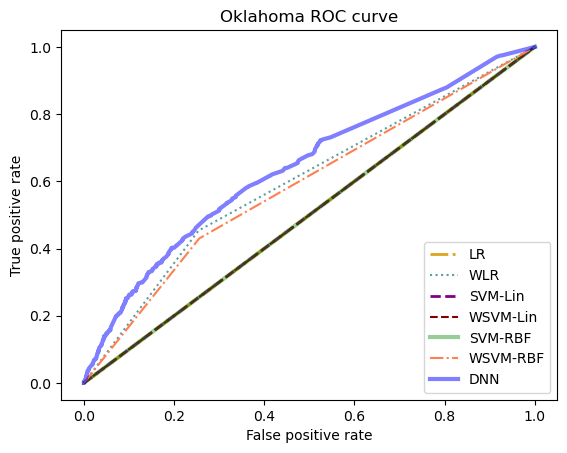 Oklahoma ROC curve
True positive rate
1.0
0.8
0.6
0.4
0.2
0.0
LR
WLR
SVM-Lin
WSVM-Lin
SVM-RBF
WSVM-RBF
DNN
0.0 0.2 0.4 0.6 0.8 1.0
False positive rate